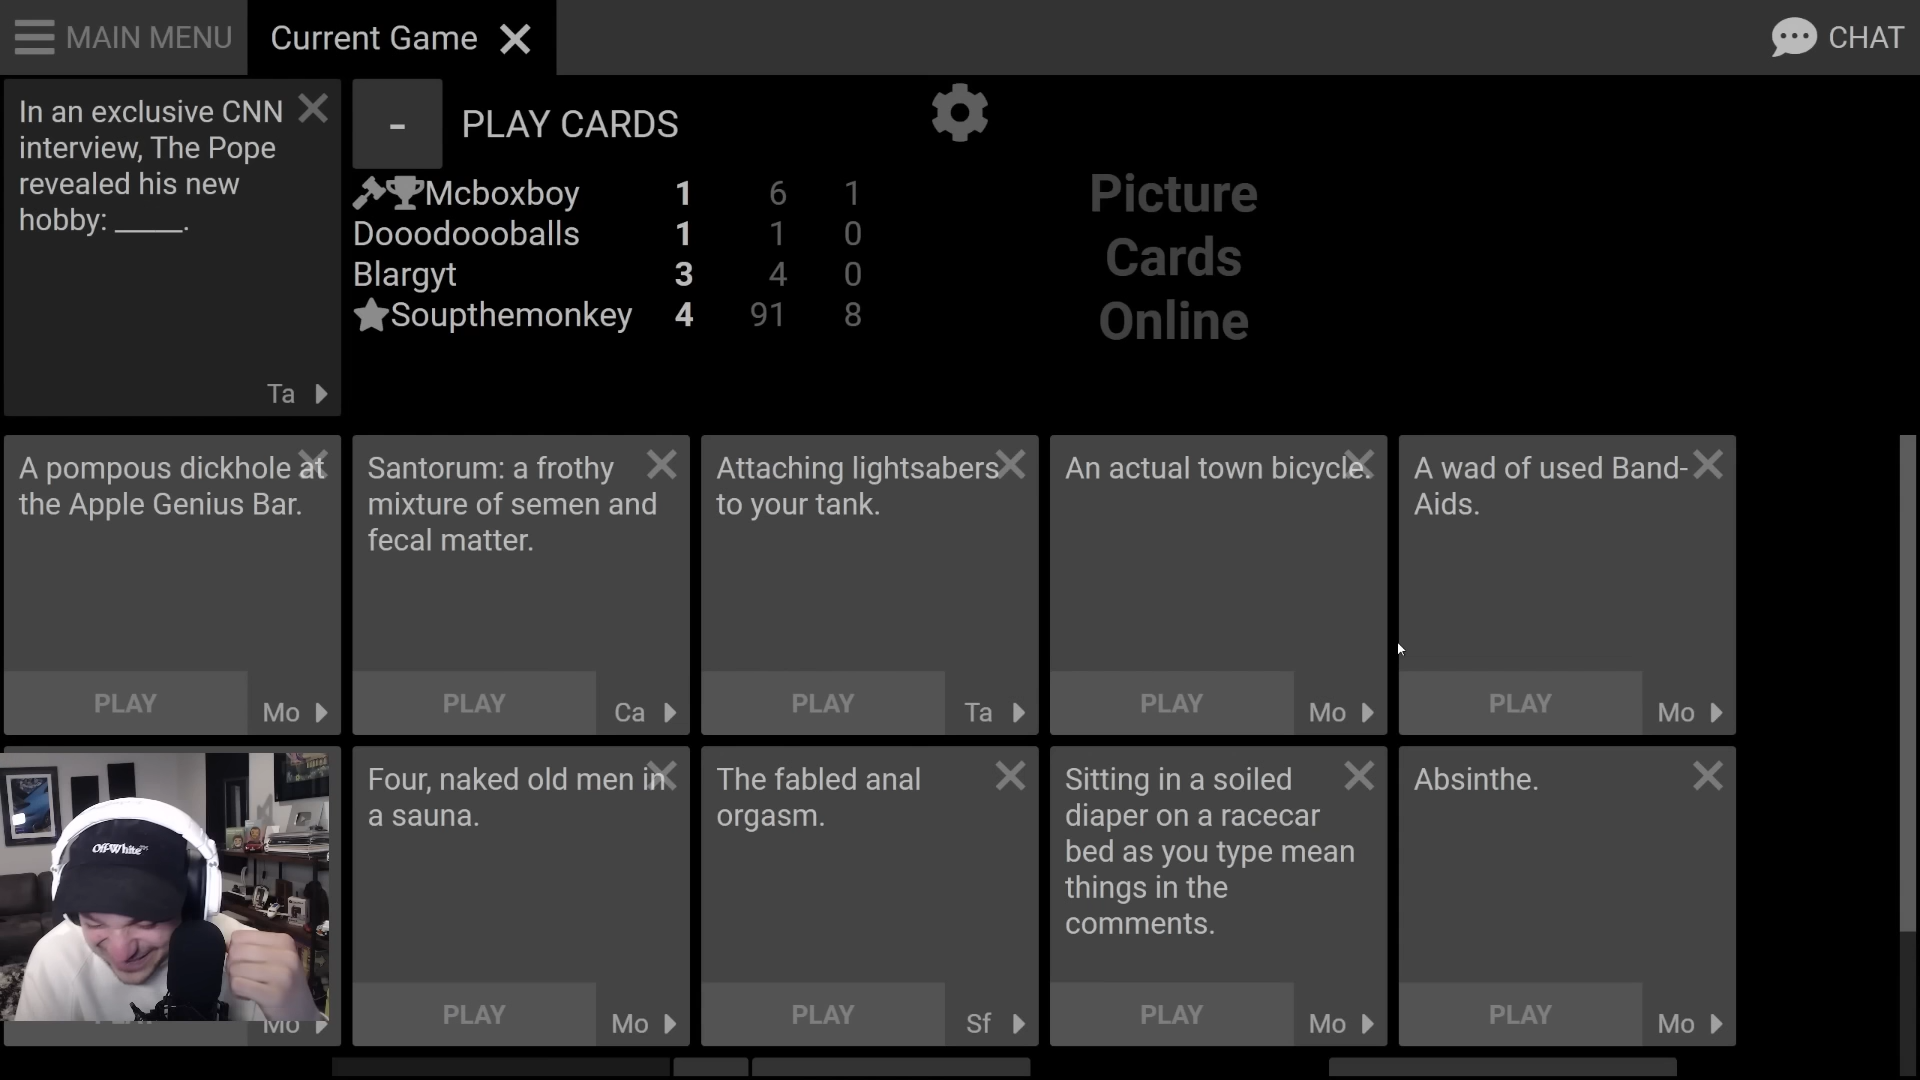 MAIN MENU
Current Game
CHAT
In an exclusive CNN
interview, The Pope
revealed his new
hobby: _____.
Ta
-
PLAY CARDS
Mcboxboy 1 6 1
Dooodoooballs 1 1 0
Blargyt 3 4 0
Soupthemonkey 4 91 8
Picture
Cards
Online
A pompous dickhole at
the Apple Genius Bar.
PLAY
Mo
Santorum: a frothy
mixture of semen and
fecal matter.
PLAY
Ca
Attaching lightsabers
to your tank.
PLAY
Ta
An actual town bicycle.
PLAY
Mo
A wad of used Band-
Aids.
PLAY
Mo
Off-White
Mo
Four, naked old men in
a sauna.
PLAY
Mo
The fabled anal
orgasm.
PLAY
Sf
Sitting in a soiled
diaper on a racecar
bed as you type mean
things in the
comments.
PLAY
Mo
Absinthe.
PLAY
Mo